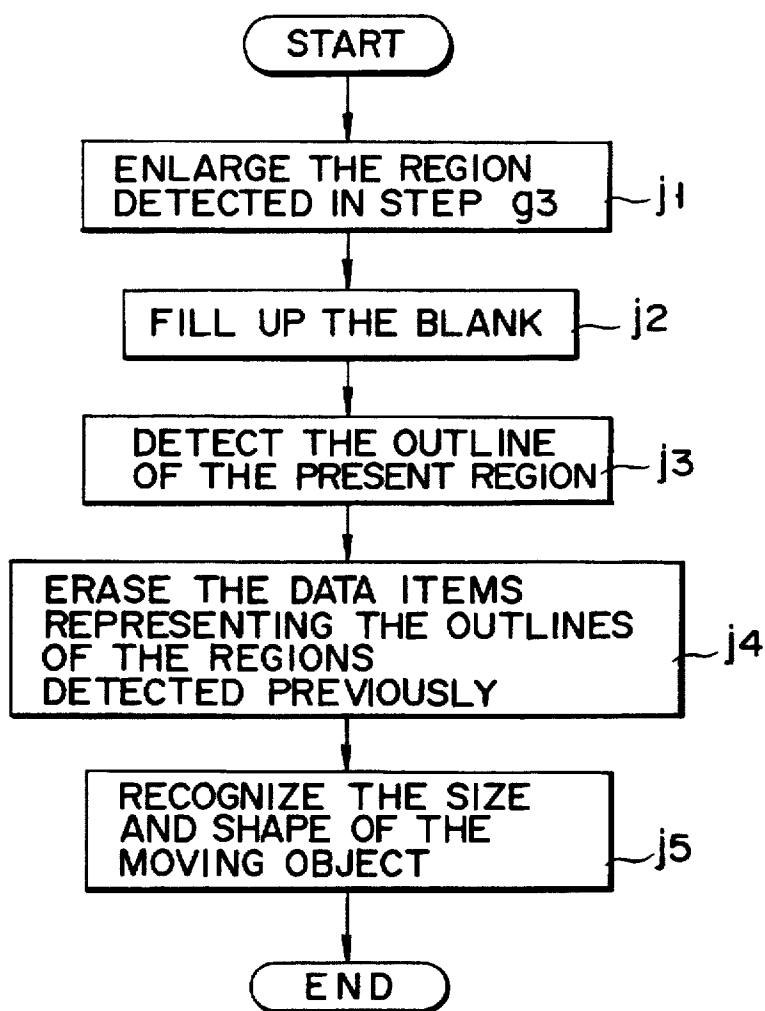 START
ENLARGE THE REGION
DETECTED IN STEP g3
j1
FILL UP THE BLANK
j2
DETECT THE OUTLINE
OF THE PRESENT REGION
j3
ERASE THE DATA ITEMS
REPRESENTING THE OUTLINES
OF THE REGIONS
DETECTED PREVIOUSLY
j4
RECOGNIZE THE SIZE
AND SHAPE OF THE
MOVING OBJECT
j5
END